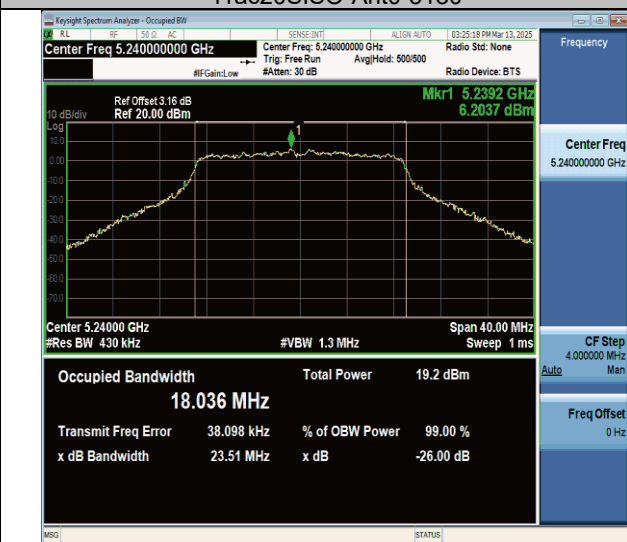 Keysight Spectrum Analyzer - Occupied BW
RL RF 50 Ω AC SENSE:INT ALIGN AUTO 03:25:18 PM Mar 13, 2025
Center Freq 5.240000000 GHz
Center Freq: 5.240000000 GHz
Radio Std: None
Trig: Free Run Avg|Hold: 500/500
#IFGain:Low #Atten: 30 dB Radio Device: BTS
Frequency
Mkr1 5.2392 GHz
6.2037 dBm
Ref Offset 3.16 dB
10 dB/div Ref 20.00 dBm
Log
1
10.0
0.00
-10.0
-20.0
-30.0
-40.0
-50.0
-60.0
-70.0
Center Freq
5.240000000 GHz
Center 5.24000 GHz Span 40.00 MHz
#Res BW 430 kHz #VBW 1.3 MHz Sweep 1 ms
CF Step
4.000000 MHz
Auto Man
Occupied Bandwidth Total Power 19.2 dBm
18.036 MHz
Transmit Freq Error 38.098 kHz % of OBW Power 99.00 %
x dB Bandwidth 23.51 MHz x dB -26.00 dB
Freq Offset
0 Hz
MSG STATUS